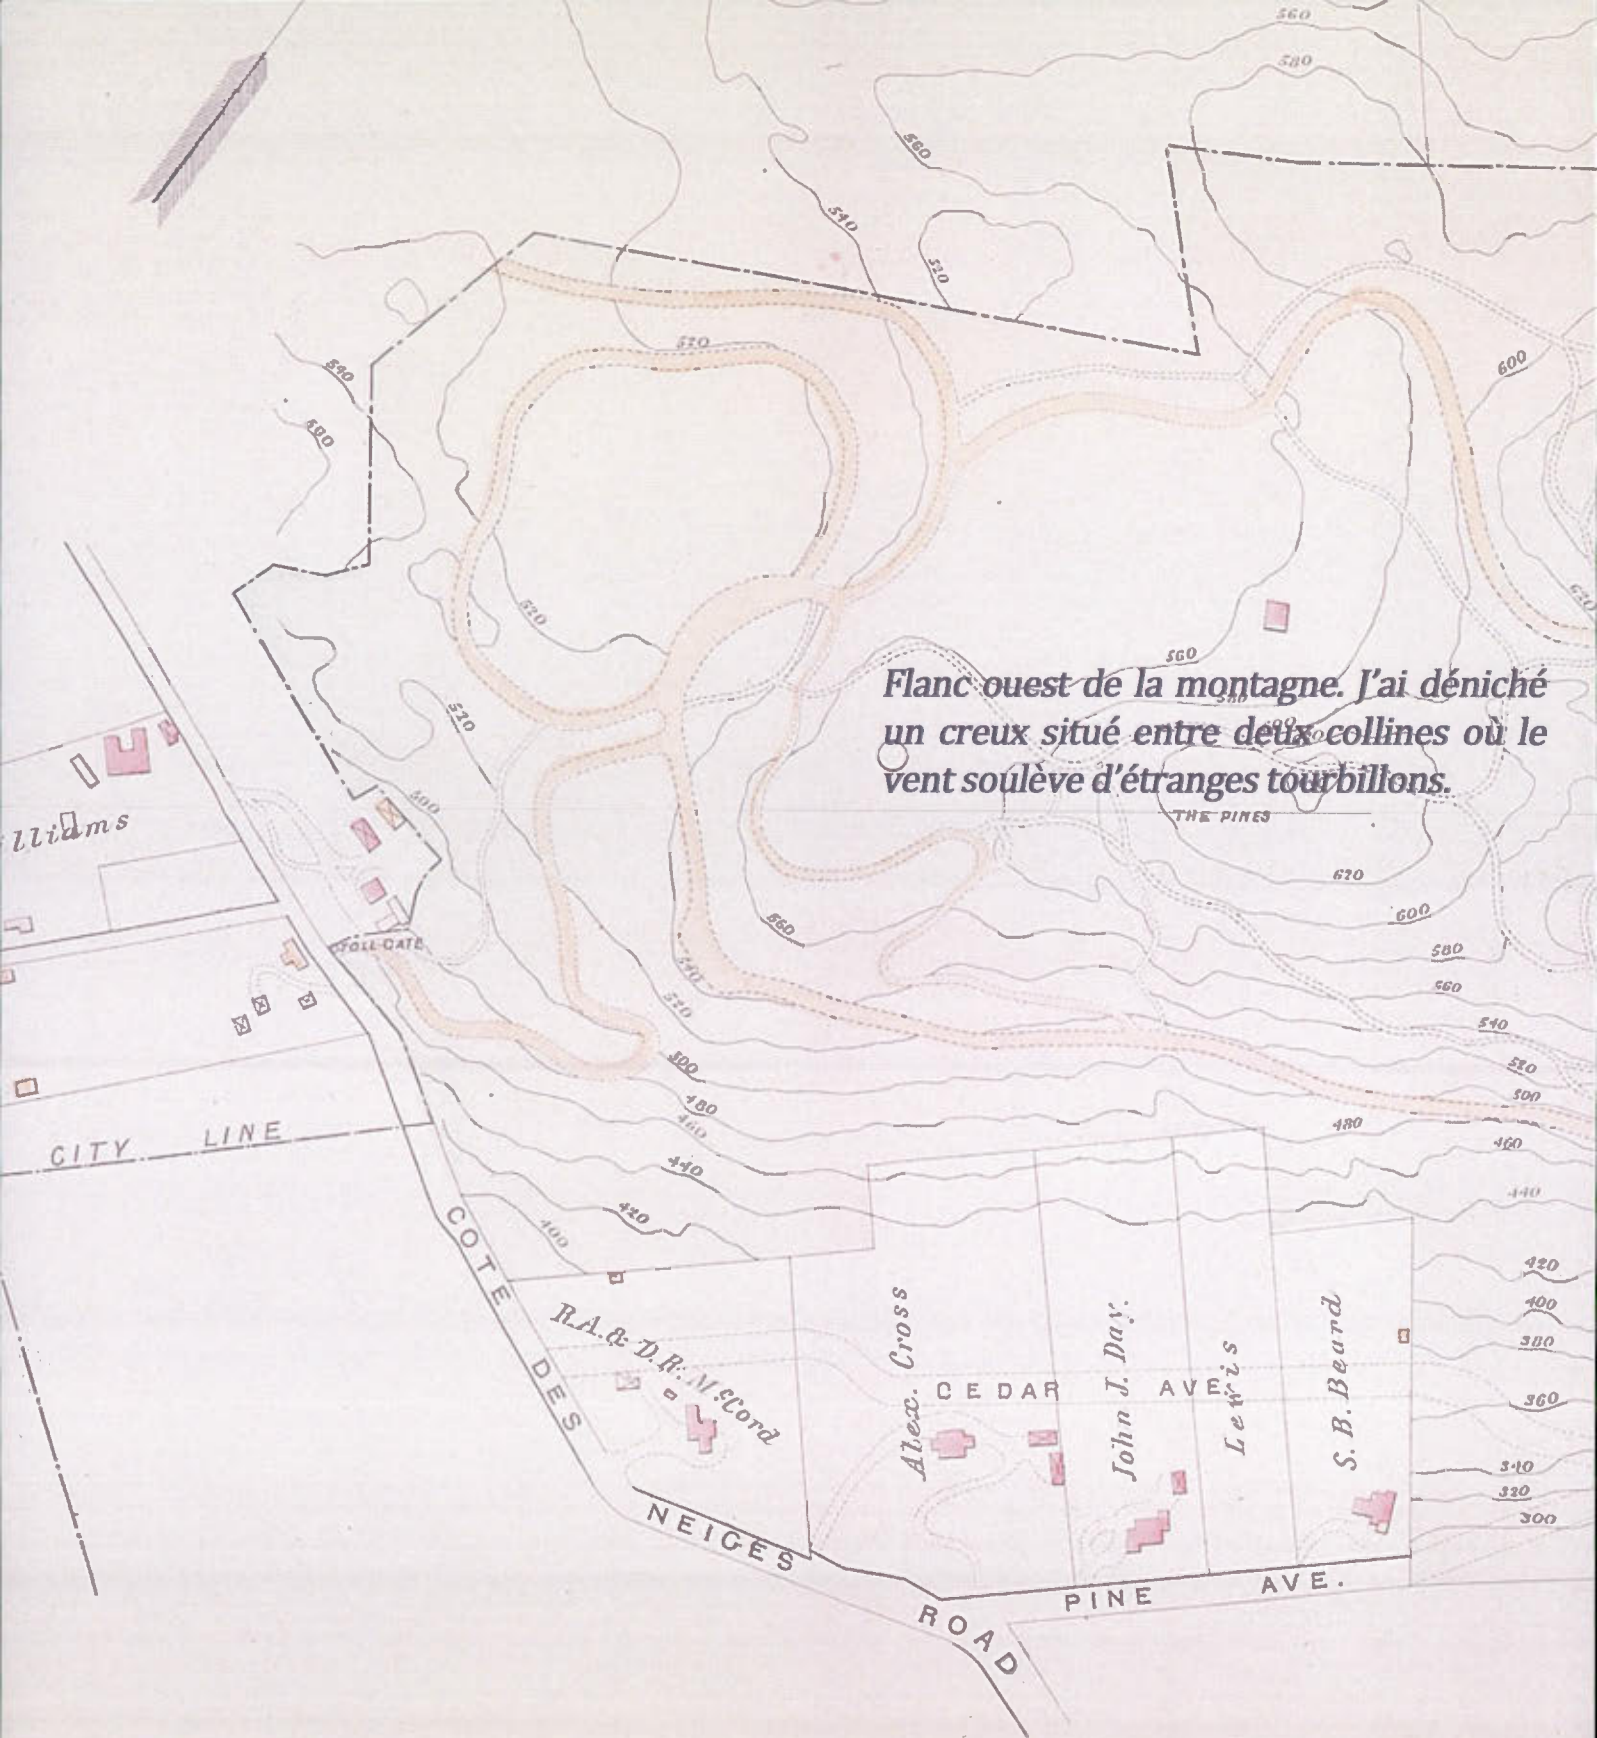 560
580
560
540
520
520
540
500
600
620
520
560
Flanc ouest de la montagne. J'ai déniché
un creux situé entre deux collines où le
vent soulève d'étranges tourbillons.
THE PINES
520
500
lliams
TOLL GATE
560
620
600
580
560
540
520
500
540
520
500
480
460
480
460
440
440
420
400
CITY LINE
COTE DES
NEIGES
ROAD
R.A. & D.R. McCord
Alex. Cross
CEDAR AVE.
John J. Day.
Lewis
S. B. Beard
420
400
380
360
340
320
300
PINE AVE.